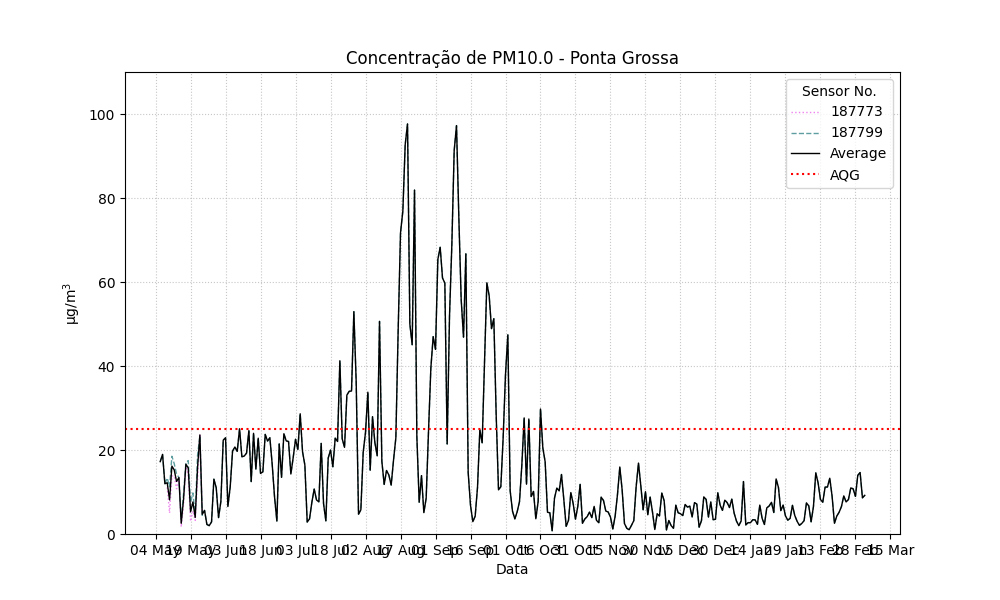 Concentração de PM10.0 - Ponta Grossa
Sensor No.
187773
187799
Average
AQG
100
80
60
40
20
0
µg/m³
04 May 19 May 03 Jun 18 Jun 03 Jul 18 Jul 02 Aug 17 Aug 01 Sep 16 Sep 01 Oct 16 Oct 31 Oct 15 Nov 30 Nov 15 Dec 30 Dec 14 Jan 29 Jan 13 Feb 28 Feb 15 Mar
Data